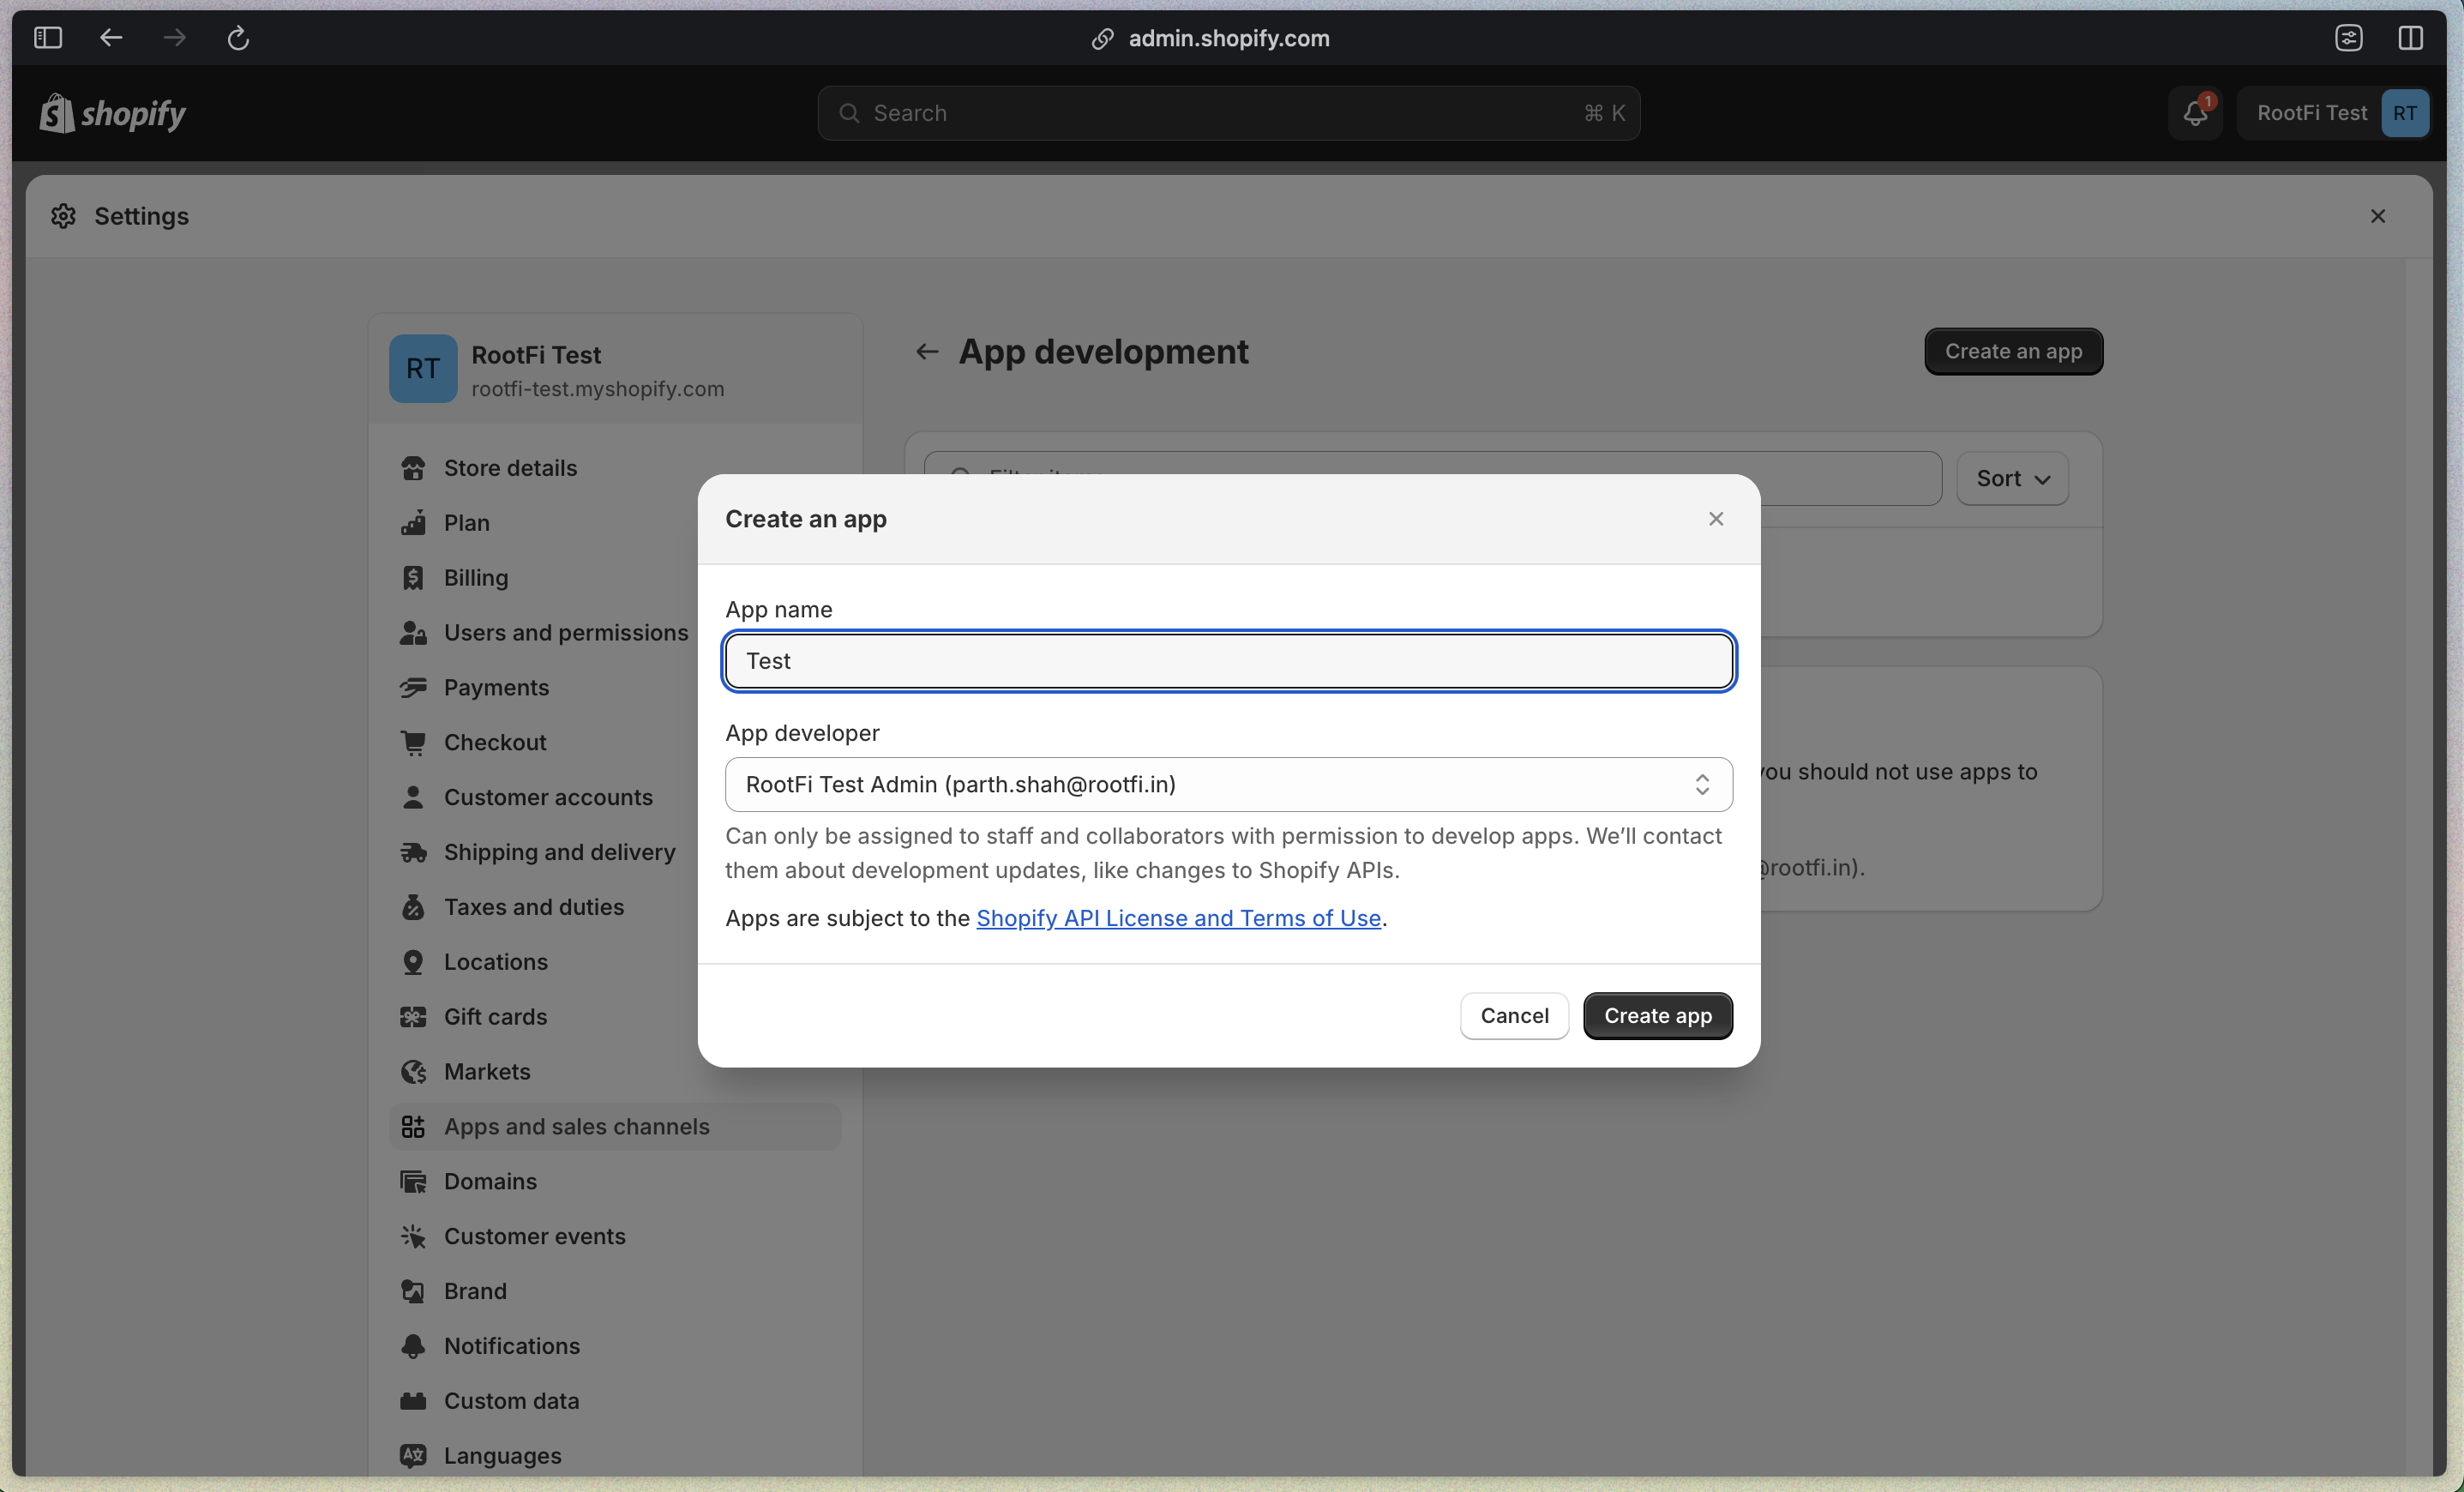 admin.shopify.com
shopify
Search
⌘ K
1
RootFi Test
RT
Settings
RT
RootFi Test
rootfi-test.myshopify.com
Store details
Plan
Billing
Users and permissions
Payments
Checkout
Customer accounts
Shipping and delivery
Taxes and duties
Locations
Gift cards
Markets
Apps and sales channels
Domains
Customer events
Brand
Notifications
Custom data
Languages
App development
Create an app
Sort
you should not use apps to
@rootfi.in).
Create an app
App name
Test
App developer
RootFi Test Admin (parth.shah@rootfi.in)
Can only be assigned to staff and collaborators with permission to develop apps. We’ll contact
them about development updates, like changes to Shopify APIs.
Apps are subject to the Shopify API License and Terms of Use.
Cancel
Create app